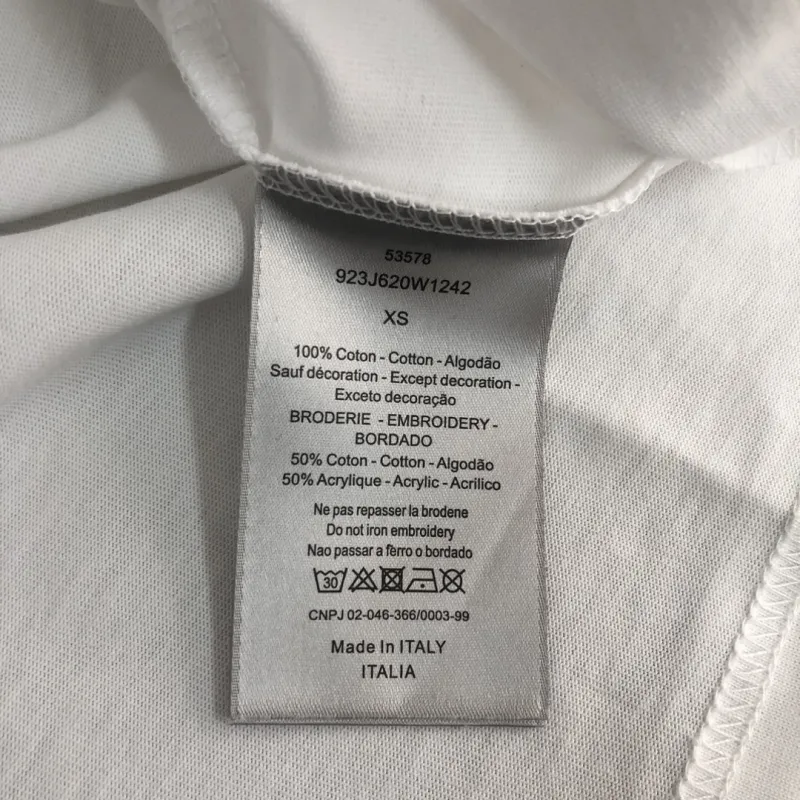 53578
923J620W1242
XS
100% Coton - Cotton - Algodão
Sauf décoration - Except decoration -
Exceto decoração
BRODERIE - EMBROIDERY -
BORDADO
50% Coton - Cotton - Algodão
50% Acrylique - Acrylic - Acrilico
Ne pas repasser la brodene
Do not iron embroidery
Nao passar a ferro o bordado
30
CNPJ 02-046-366/0003-99
Made In ITALY
ITALIA